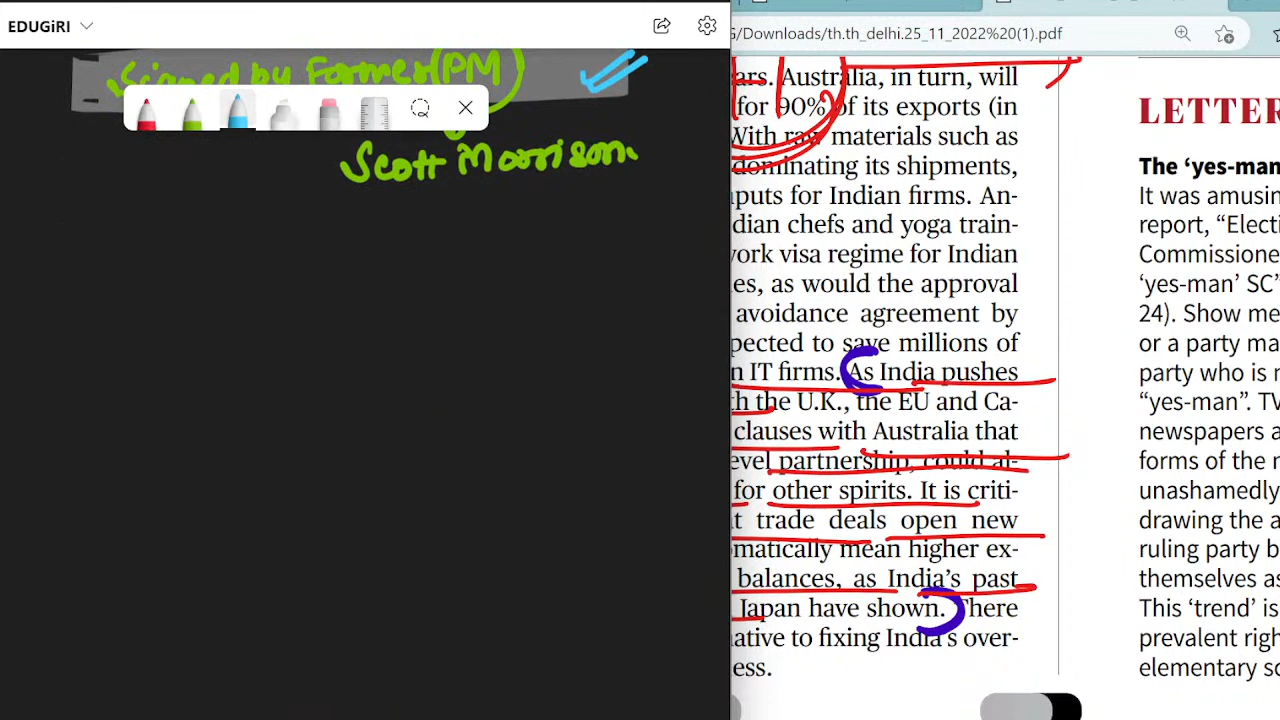 EDUGiRI
Signed by Former (PM)
Scott Morrison.
G/Downloads/th.th_delhi.25_11_2022%20(1).pdf
ars. Australia, in turn, will
for 90% of its exports (in
With raw materials such as
dominating its shipments,
puts for Indian firms. An-
dian chefs and yoga train-
ork visa regime for Indian
es, as would the approval
avoidance agreement by
pected to save millions of
n IT firms. As India pushes
th the U.K., the EU and Ca-
clauses with Australia that
evel partnership, could al-
for other spirits. It is criti-
t trade deals open new
omatically mean higher ex-
balances, as India's past
Japan have shown. There
ative to fixing India's over-
ess.
LETTER
The 'yes-man
It was amusin
report, “Electi
Commissione
'yes-man' SC”
24). Show me
or a party ma
party who is n
“yes-man”. TV
newspapers a
forms of the n
unashamedly
drawing the a
ruling party b
themselves as
This 'trend' is
prevalent righ
elementary sc